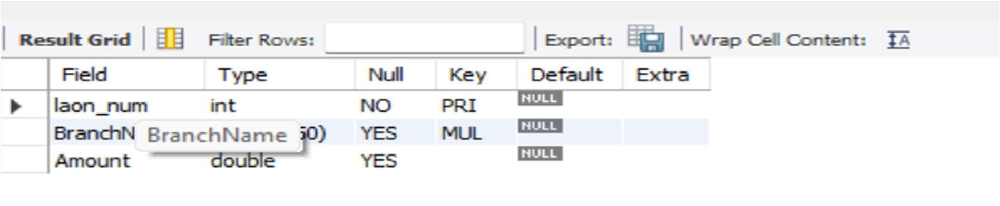 Result Grid Filter Rows: Export: Wrap Cell Content: A
Field Type Null Key Default Extra
laon_num int NO PRI NULL
BranchN BranchName 50) YES MUL NULL
Amount double YES NULL